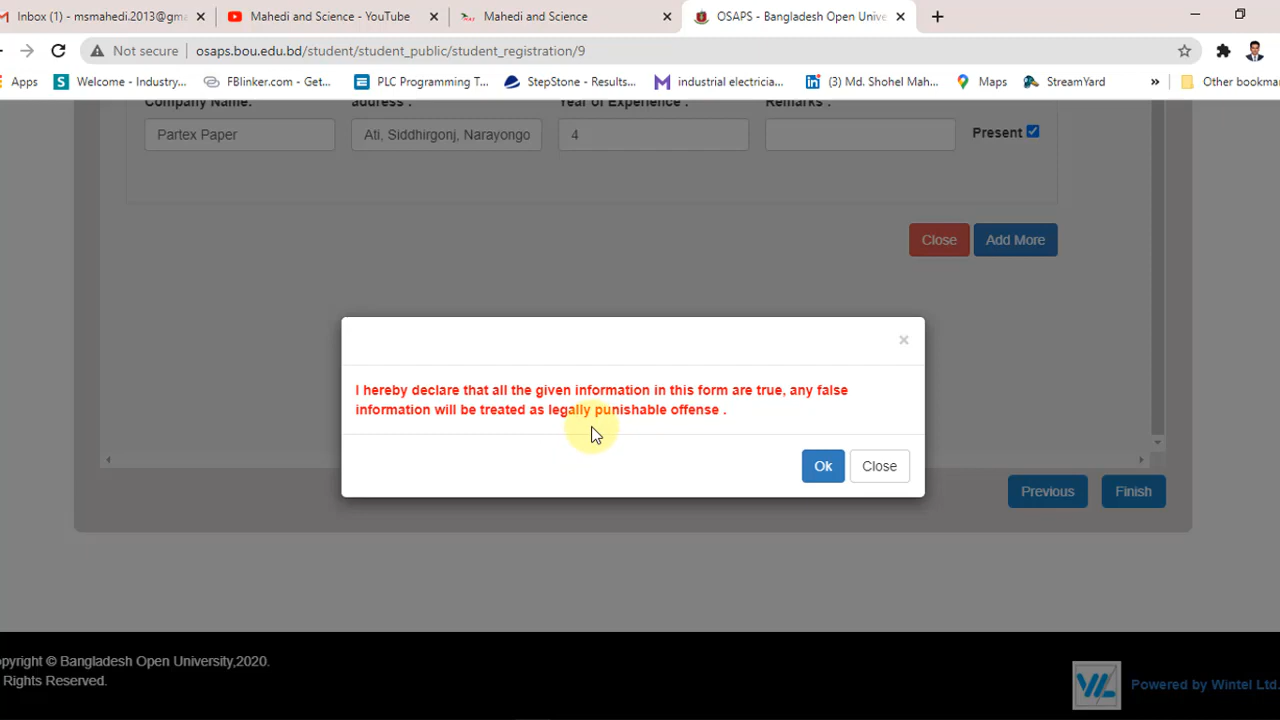 Inbox (1) - msmahedi.2013@gma
Mahedi and Science - YouTube
Mahedi and Science
OSAPS - Bangladesh Open Unive
Not secure
osaps.bou.edu.bd/student/student_public/student_registration/9
Apps
Welcome - Industry...
FBlinker.com - Get...
PLC Programming T...
StepStone - Results...
industrial electricia...
(3) Md. Shohel Mah...
Maps
StreamYard
»
Other bookma
Company Name:
address :
Year of Experience :
Remarks :
Partex Paper
Ati, Siddhirgonj, Narayongo
4
Present
Close
Add More
×
I hereby declare that all the given information in this form are true, any false
information will be treated as legally punishable offense .
Ok
Close
Previous
Finish
opyright © Bangladesh Open University,2020.
Rights Reserved.
Powered by Wintel Ltd.